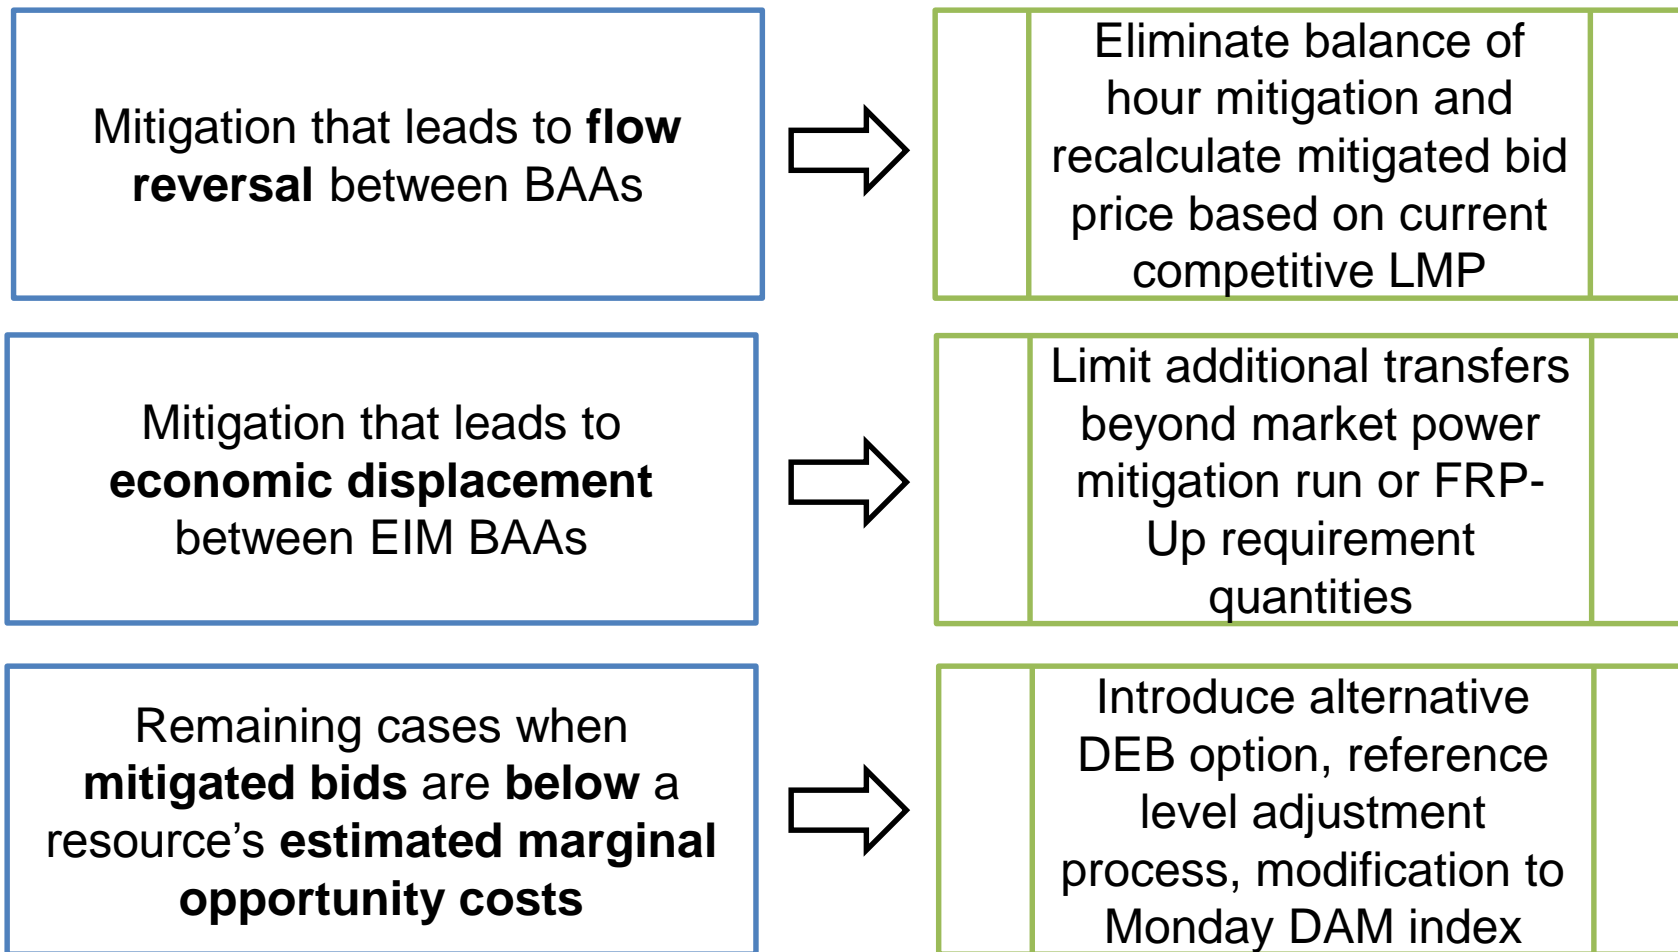 Mitigation that leads to flow
reversal between BAAs
Eliminate balance of
hour mitigation and
recalculate mitigated bid
price based on current
competitive LMP
Mitigation that leads to
economic displacement
between EIM BAAs
Limit additional transfers
beyond market power
mitigation run or FRP-
Up requirement
quantities
Remaining cases when
mitigated bids are below a
resource’s estimated marginal
opportunity costs
Introduce alternative
DEB option, reference
level adjustment
process, modification to
Monday DAM index